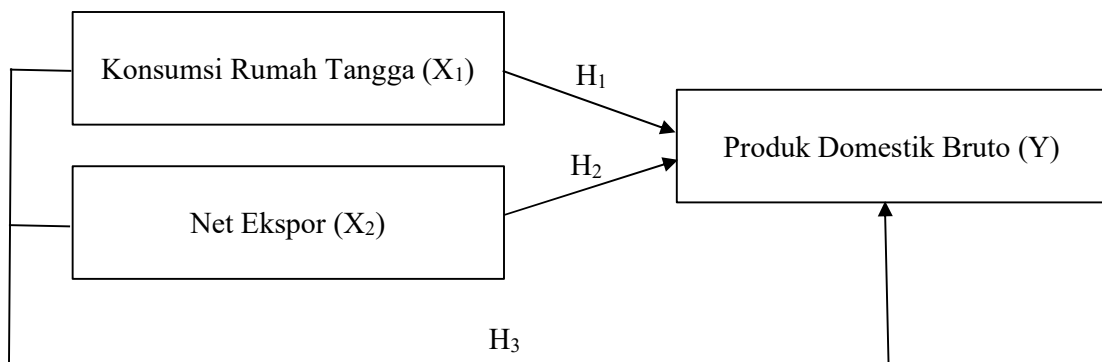 Konsumsi Rumah Tangga (X₁)
H₁
Produk Domestik Bruto (Y)
H₂
Net Ekspor (X₂)
H₃